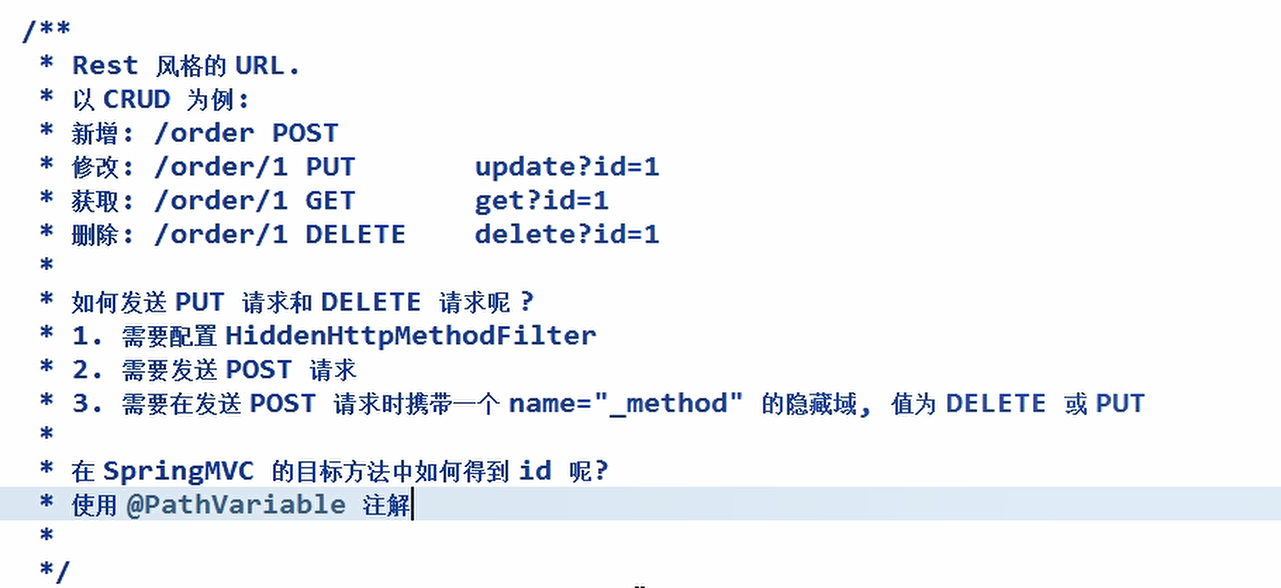 /**
* Rest 风格的 URL.
* 以 CRUD 为例:
* 新增: /order POST
* 修改: /order/1 PUT update?id=1
* 获取: /order/1 GET get?id=1
* 删除: /order/1 DELETE delete?id=1
*
* 如何发送 PUT 请求和 DELETE 请求呢 ?
* 1. 需要配置 HiddenHttpMethodFilter
* 2. 需要发送 POST 请求
* 3. 需要在发送 POST 请求时携带一个 name="_method" 的隐藏域, 值为 DELETE 或 PUT
*
* 在 SpringMVC 的目标方法中如何得到 id 呢?
* 使用 @PathVariable 注解
*
*/